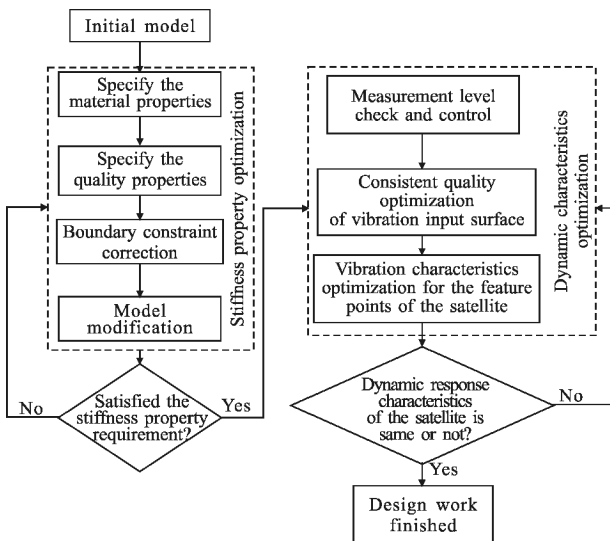 Initial model
Specify the
material properties
Specify the
quality properties
Boundary constraint
correction
Model
modification
Stiffness property optimization
Satisfied the
stiffness property
requirement?
No
Yes
Measurement level
check and control
Consistent quality
optimization
of vibration input surface
Vibration characteristics
optimization for the feature
points of the satellite
Dynamic characteristics
optimization
Dynamic response
characteristics
of the satellite is
same or not?
No
Yes
Design work
finished